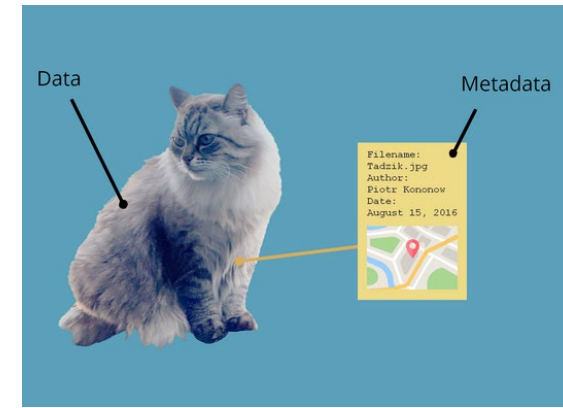 Data
Metadata
Filename:
Tadzik.jpg
Author:
Piotr Kononow
Date:
August 15, 2016